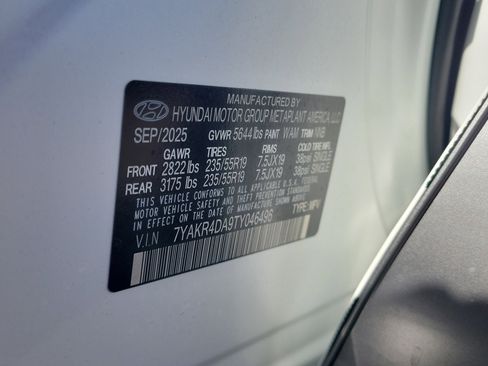 MANUFACTURED BY
HYUNDAI MOTOR GROUP METAPLANT AMERICA, LLC
SEP/2025 GVWR 5644 lbs PANT WAM TRIM NNB
GAWR TIRES RIMS COLD TIRE INFL.
FRONT 2822 lbs 235/55R19 7.5JX19 38psi SINGLE
REAR 3175 lbs 235/55R19 7.5JX19 38psi SINGLE
THIS VEHICLE CONFORMS TO ALL APPLICABLE U.S. FEDERAL
MOTOR VEHICLE SAFETY AND THEFT PREVENTION STANDARDS
IN EFFECT ON THE DATE OF MANUFACTURE SHOWN ABOVE.
V.I.N 7YAKR4DA9TY046496 TYPE: MPV